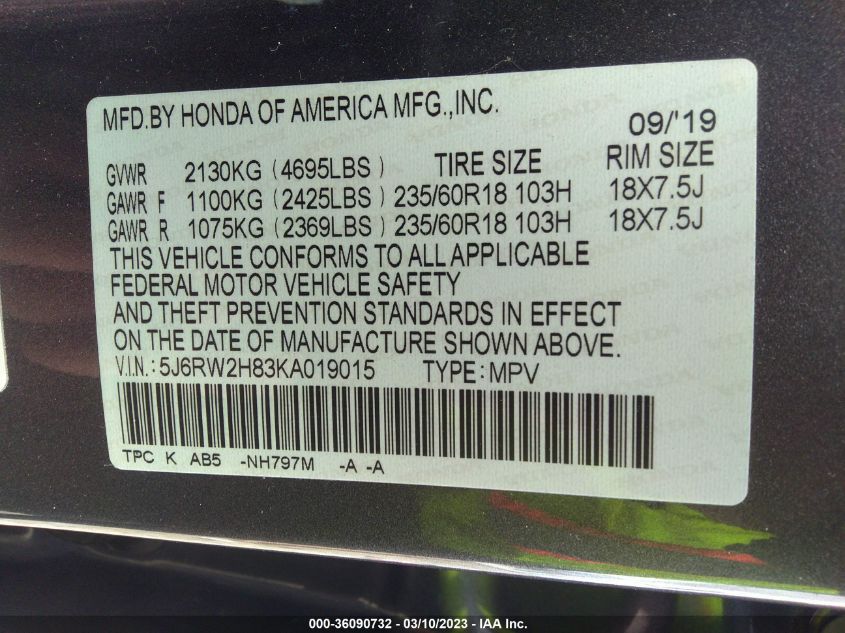 MFD.BY HONDA OF AMERICA MFG.,INC. 09/'19
GVWR 2130KG (4695LBS) TIRE SIZE RIM SIZE
GAWR F 1100KG (2425LBS) 235/60R18 103H 18X7.5J
GAWR R 1075KG (2369LBS) 235/60R18 103H 18X7.5J
THIS VEHICLE CONFORMS TO ALL APPLICABLE
FEDERAL MOTOR VEHICLE SAFETY
AND THEFT PREVENTION STANDARDS IN EFFECT
ON THE DATE OF MANUFACTURE SHOWN ABOVE.
V.I.N.: 5J6RW2H83KA019015 TYPE: MPV
TPC K AB5 -NH797M -A -A
000-36090732 — 03/10/2023 — IAA Inc.